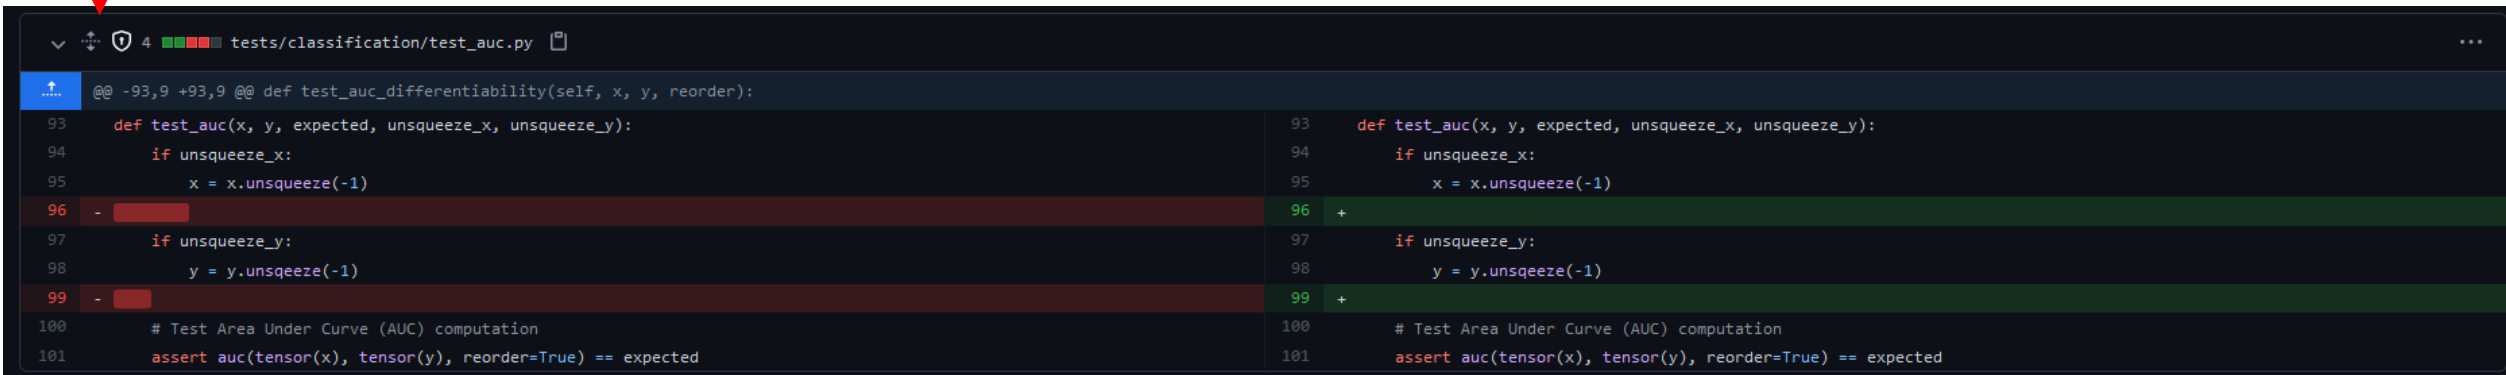 4 tests/classification/test_auc.py
@@ -93,9 +93,9 @@ def test_auc_differentiability(self, x, y, reorder):
93 def test_auc(x, y, expected, unsqueeze_x, unsqueeze_y):
94 if unsqueeze_x:
95 x = x.unsqueeze(-1)
96 -
97 if unsqueeze_y:
98 y = y.unsqeeze(-1)
99 -
100 # Test Area Under Curve (AUC) computation
101 assert auc(tensor(x), tensor(y), reorder=True) == expected
93 def test_auc(x, y, expected, unsqueeze_x, unsqueeze_y):
94 if unsqueeze_x:
95 x = x.unsqueeze(-1)
96 +
97 if unsqueeze_y:
98 y = y.unsqeeze(-1)
99 +
100 # Test Area Under Curve (AUC) computation
101 assert auc(tensor(x), tensor(y), reorder=True) == expected